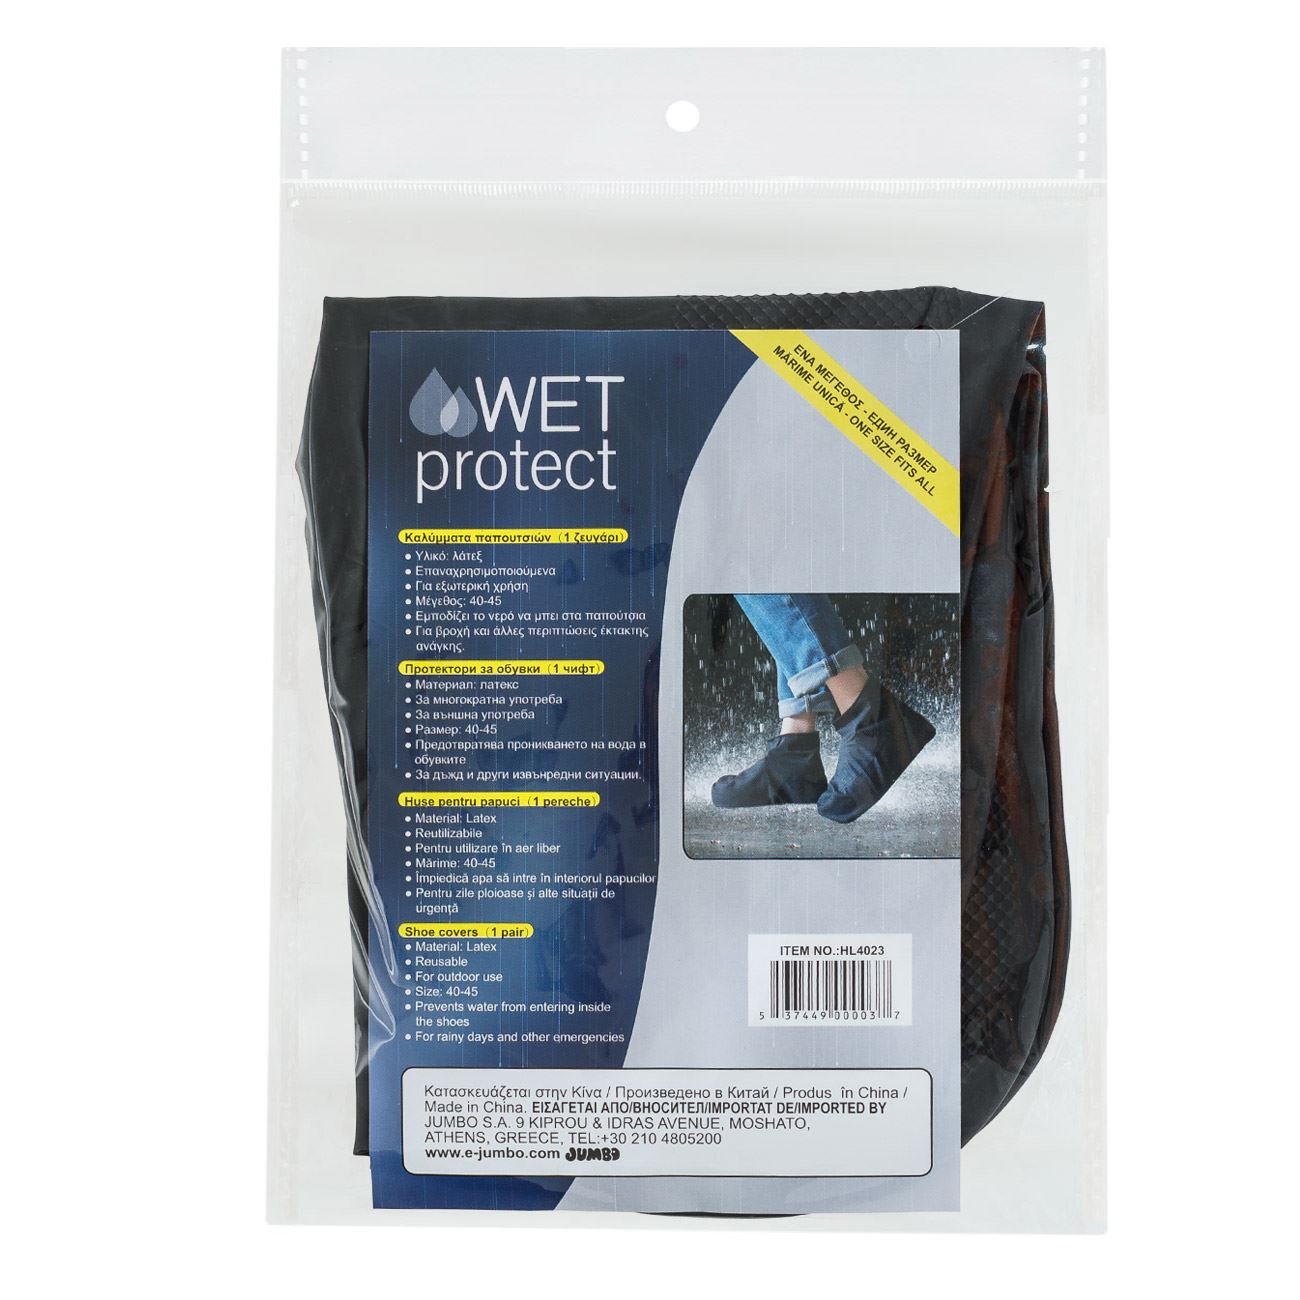 WET
protect
ΕΝΑ ΜΕΓΕΘΟΣ - ЕДИН РАЗМЕР
MĂRIME UNICĂ - ONE SIZE FITS ALL
Καλύμματα παπουτσιών (1 ζευγάρι)
● Υλικό: λάτεξ
● Επαναχρησιμοποιούμενα
● Για εξωτερική χρήση
● Μέγεθος: 40-45
● Εμποδίζει το νερό να μπει στα παπούτσια
● Για βροχή και άλλες περιπτώσεις έκτακτης
ανάγκης.
Протектори за обувки (1 чифт)
● Материал: латекс
● За многократна употреба
● За външна употреба
● Размер: 40-45
● Предотвратява проникването на вода в
обувките
● За дъжд и други извънредни ситуации.
Huse pentru papuci (1 pereche)
● Material: Latex
● Reutilizabile
● Pentru utilizare în aer liber
● Mărime: 40-45
● Împiedică apa să intre în interiorul papucilor
● Pentru zile ploioase și alte situații de
urgență
Shoe covers (1 pair)
● Material: Latex
● Reusable
● For outdoor use
● Size: 40-45
● Prevents water from entering inside
the shoes
● For rainy days and other emergencies
ITEM NO.:HL4023
5 37449 00003 7
Κατασκευάζεται στην Κίνα / Произведено в Китай / Produs în China /
Made in China. ΕΙΣΑΓΕΤΑΙ ΑΠΟ/ВНОСИТЕЛ/IMPORTAT DE/IMPORTED BY
JUMBO S.A. 9 KIPROU & IDRAS AVENUE, MOSHATO,
ATHENS, GREECE, TEL:+30 210 4805200
www.e-jumbo.com JUMBO